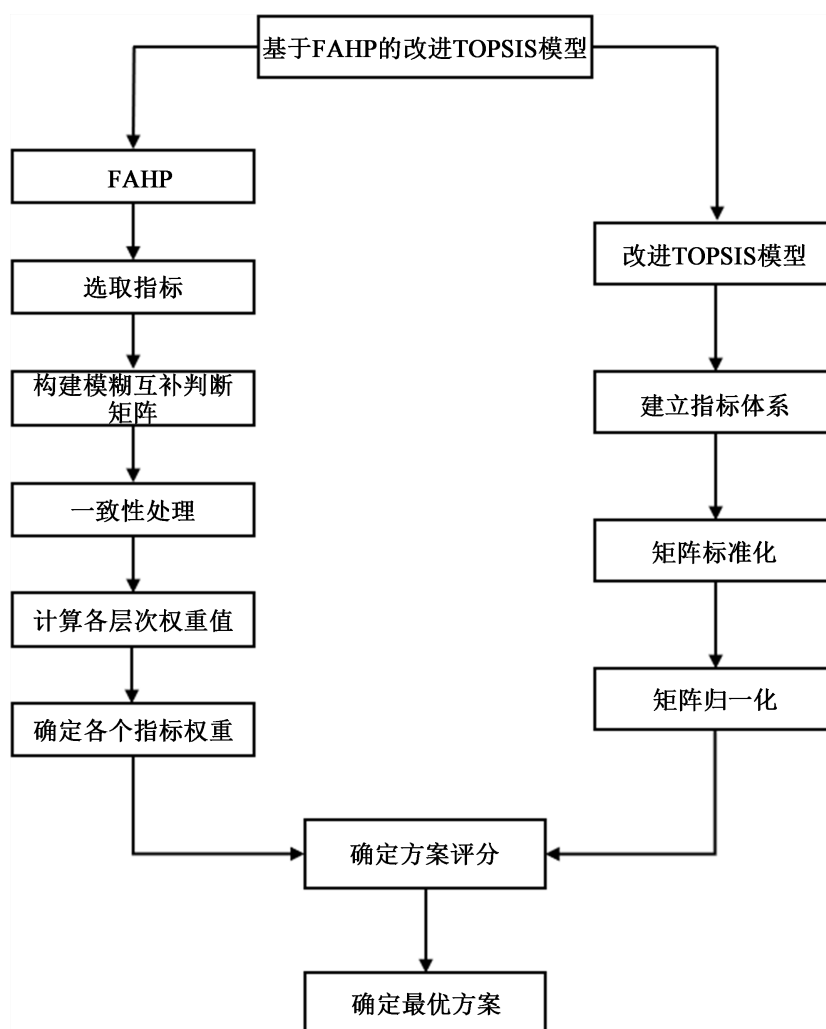 基于FAHP的改进TOPSIS模型
FAHP
选取指标
构建模糊互补判断
矩阵
一致性处理
计算各层次权重值
确定各个指标权重
改进TOPSIS模型
建立指标体系
矩阵标准化
矩阵归一化
确定方案评分
确定最优方案